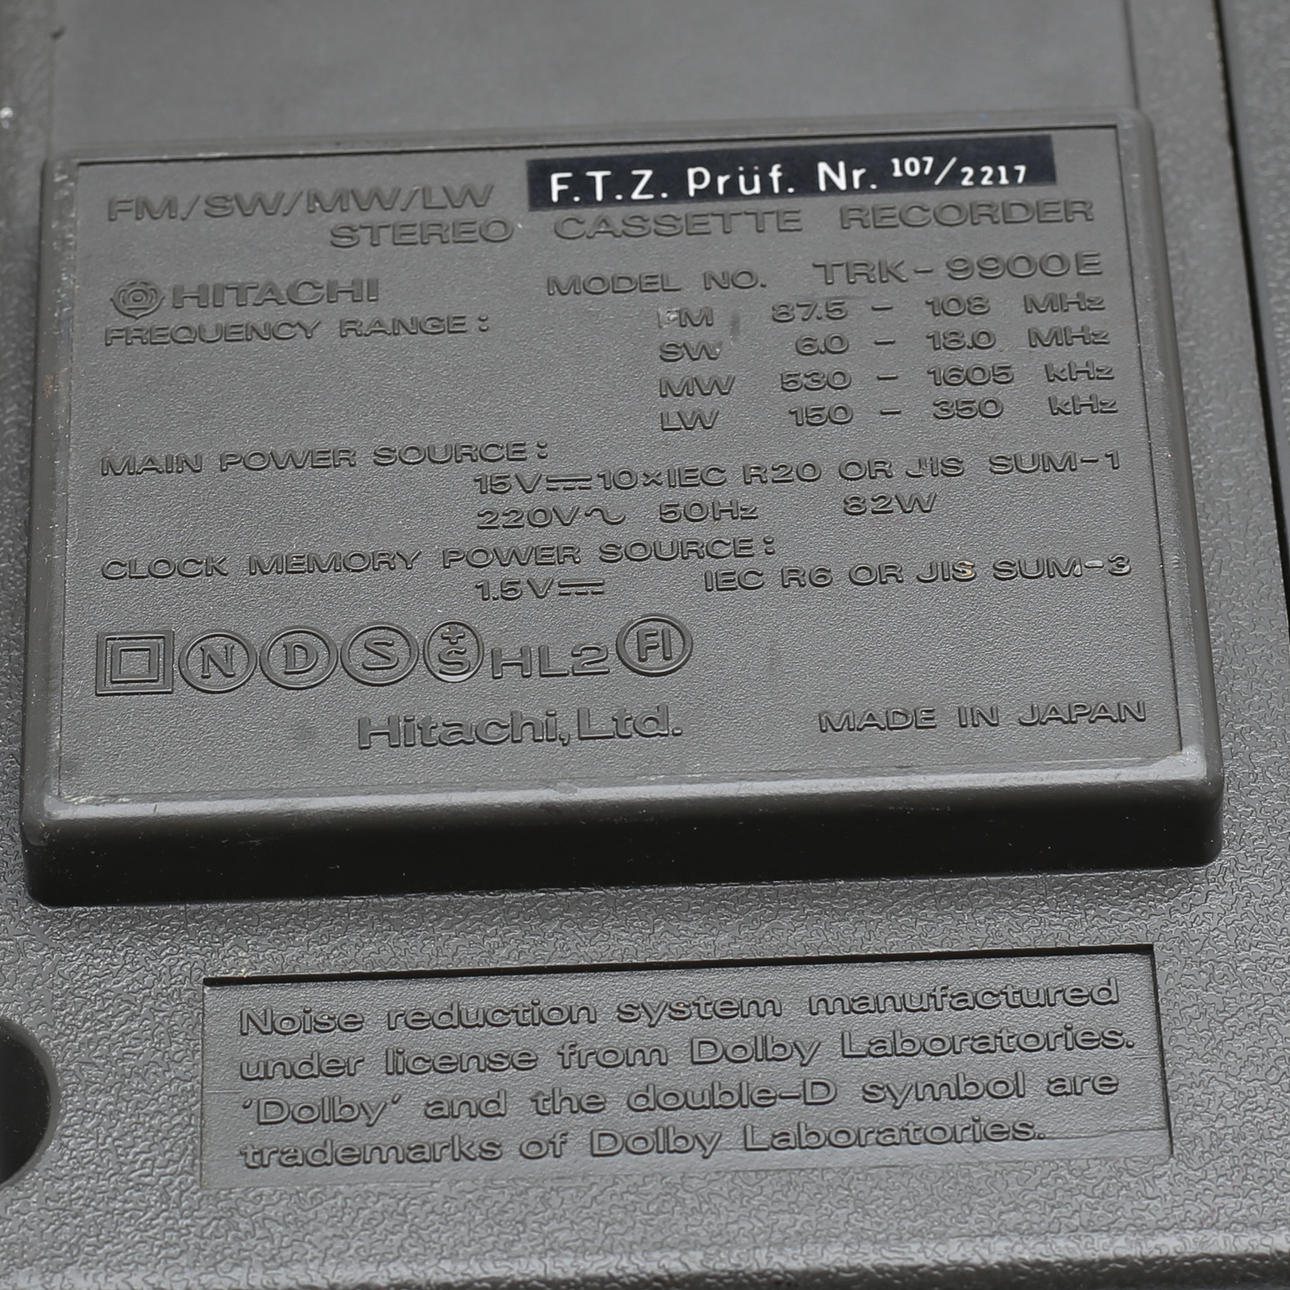 F.T.Z. Prüf. Nr. 107/2217
FM/SW/MW/LW
STEREO CASSETTE RECORDER
HITACHI MODEL NO. TRK-9900E
FREQUENCY RANGE: FM 87.5 - 108 MHz
SW 6.0 - 18.0 MHz
MW 530 - 1605 kHz
LW 150 - 350 kHz
MAIN POWER SOURCE:
15V⎓10×IEC R20 OR JIS SUM-1
220V∿ 50Hz 82W
CLOCK MEMORY POWER SOURCE:
1.5V⎓ IEC R6 OR JIS SUM-3
N D S +S HL2 FI
Hitachi, Ltd. MADE IN JAPAN
Noise reduction system manufactured
under license from Dolby Laboratories.
'Dolby' and the double-D symbol are
trademarks of Dolby Laboratories.